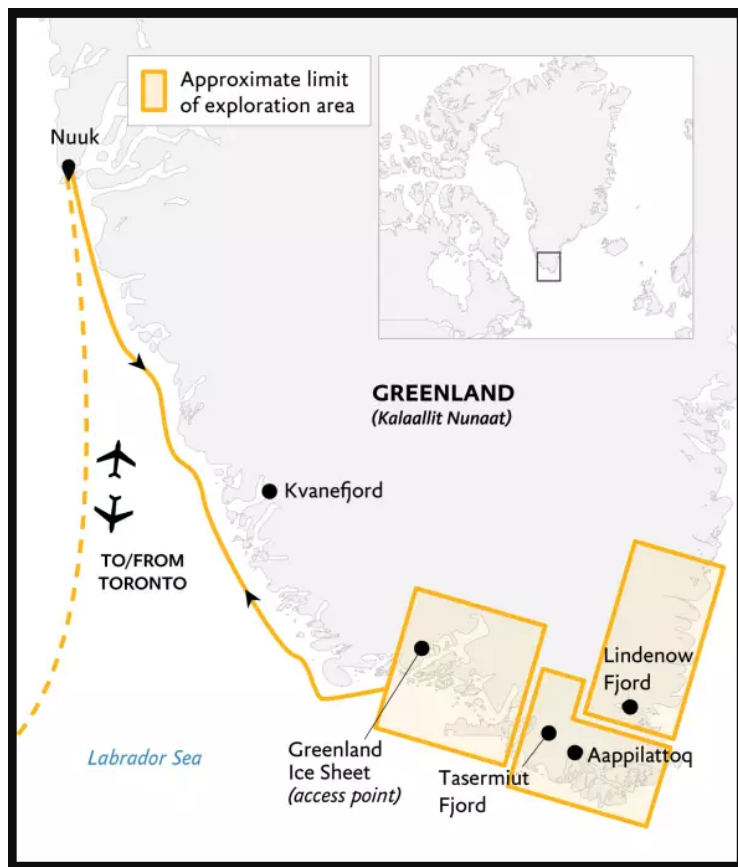 Approximate limit
of exploration area
Nuuk
GREENLAND
(Kalaallit Nunaat)
Kvanefjord
TO/FROM
TORONTO
Lindenow
Fjord
Greenland
Ice Sheet
(access point)
Tasermiut
Fjord
Aappilattoq
Labrador Sea